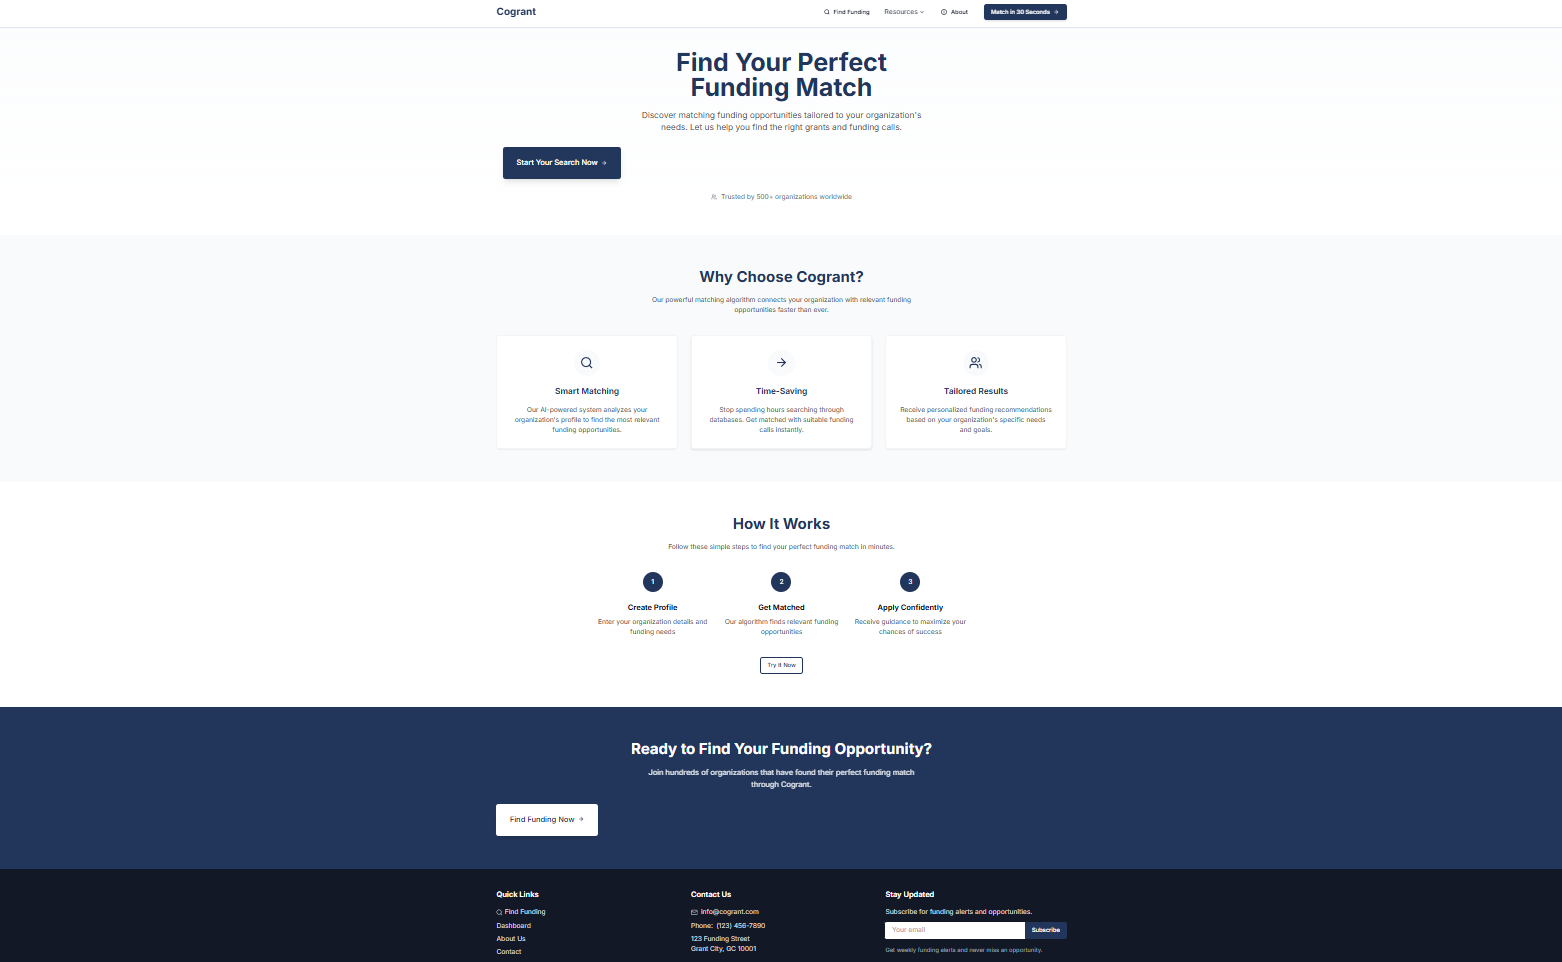 Cogrant
Find Funding
Resources
About
Match in 30 Seconds →
Find Your Perfect
Funding Match
Discover matching funding opportunities tailored to your organization's
needs. Let us help you find the right grants and funding calls.
Start Your Search Now →
Trusted by 500+ organizations worldwide
Why Choose Cogrant?
Our powerful matching algorithm connects your organization with relevant funding
opportunities faster than ever.
Smart Matching
Our AI-powered system analyzes your
organization's profile to find the most relevant
funding opportunities.
Time-Saving
Stop spending hours searching through
databases. Get matched with suitable funding
calls instantly.
Tailored Results
Receive personalized funding recommendations
based on your organization's specific needs
and goals.
How It Works
Follow these simple steps to find your perfect funding match in minutes.
1
Create Profile
Enter your organization details and
funding needs
2
Get Matched
Our algorithm finds relevant funding
opportunities
3
Apply Confidently
Receive guidance to maximize your
chances of success
Try It Now
Ready to Find Your Funding Opportunity?
Join hundreds of organizations that have found their perfect funding match
through Cogrant.
Find Funding Now →
Quick Links
Find Funding
Dashboard
About Us
Contact
Contact Us
info@cogrant.com
Phone: (123) 456-7890
123 Funding Street
Grant City, GC 10001
Stay Updated
Subscribe for funding alerts and opportunities.
Your email
Subscribe
Get weekly funding alerts and never miss an opportunity.